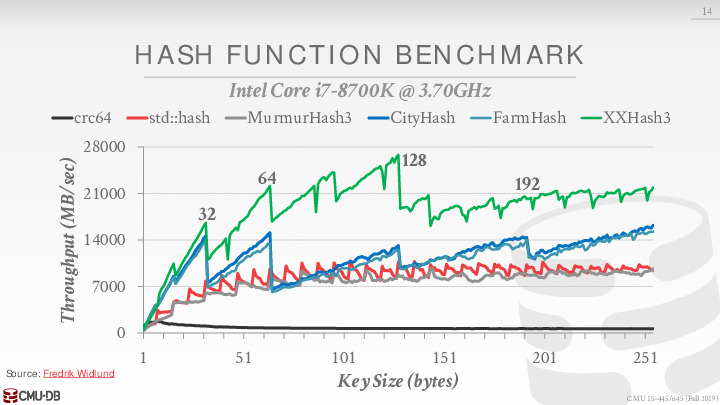 14
HASH FUNCTION BENCHMARK
Intel Core i7-8700K @ 3.70GHz
crc64 std::hash MurmurHash3 CityHash FarmHash XXHash3
Throughput (MB/sec)
28000
21000
14000
7000
0
32
64
128
192
1 51 101 151 201 251
Key Size (bytes)
Source: Fredrik Widlund
CMU·DB
CMU 15-445/645 (Fall 2019)